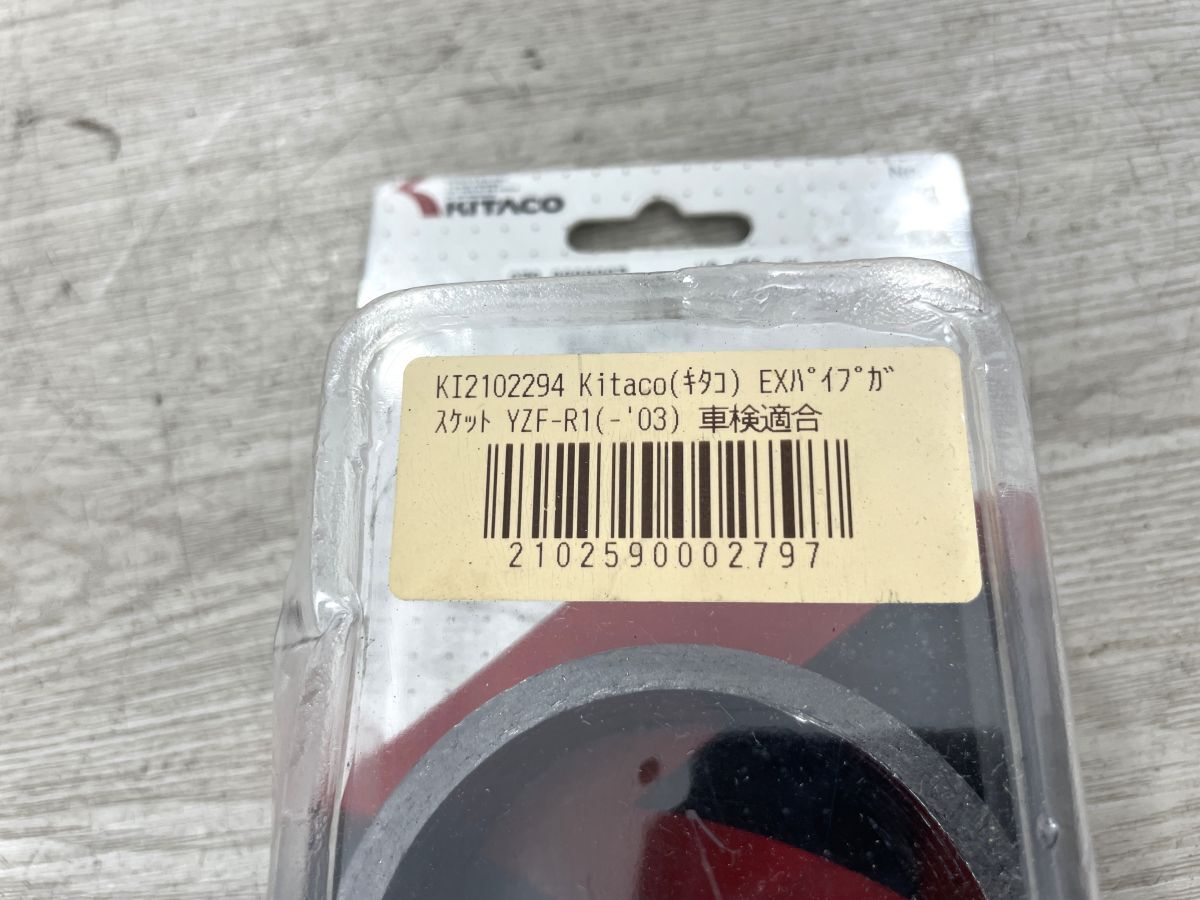 KITACO
KI2102294 Kitaco(ｷﾀｺ) EXﾊﾟｲﾌﾟｶﾞ
ｽｹｯﾄ YZF-R1(-'03) 車検適合
2102590002797